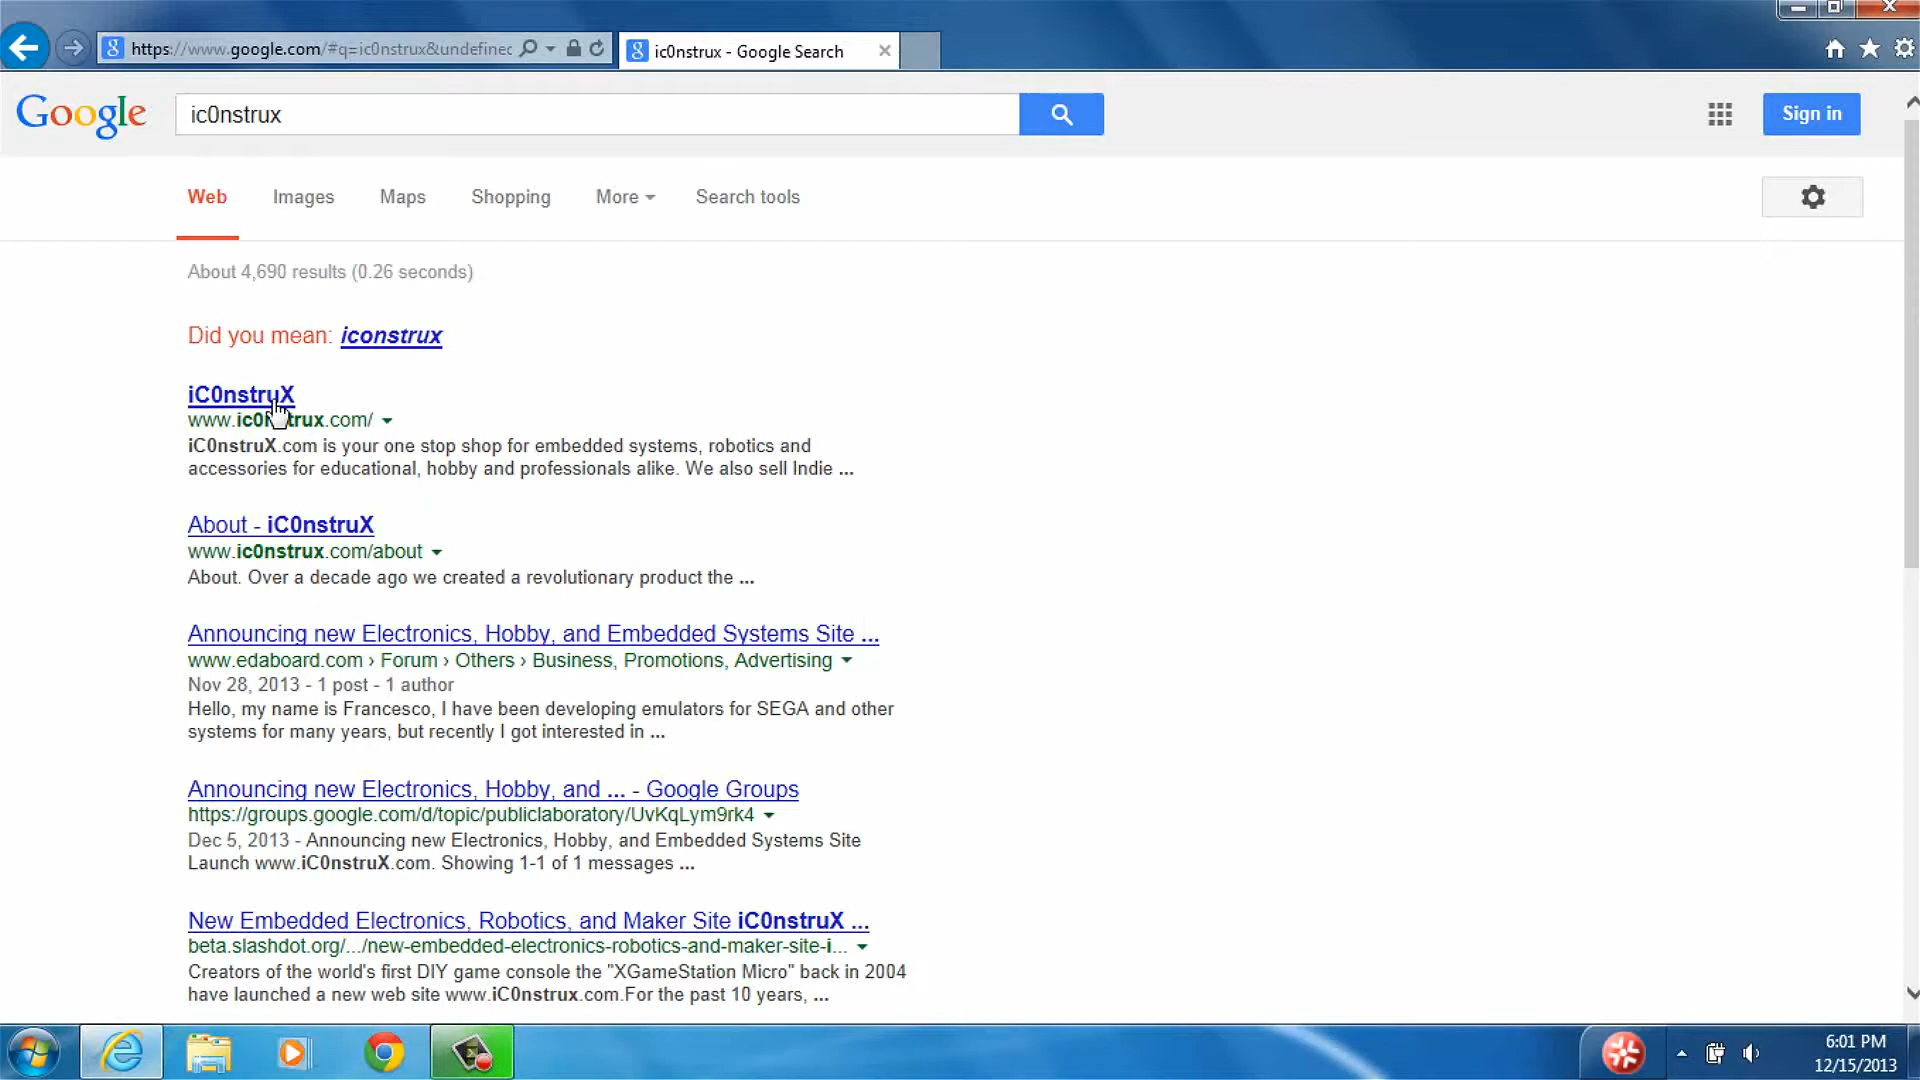 https://www.google.com/#q=ic0nstrux&undefined
ic0nstrux - Google Search
Google
ic0nstrux
Sign in
Web
Images
Maps
Shopping
More
Search tools
About 4,690 results (0.26 seconds)
Did you mean: iconstrux
iC0nstruX
www.ic0nstrux.com/
iC0nstruX.com is your one stop shop for embedded systems, robotics and
accessories for educational, hobby and professionals alike. We also sell Indie ...
About - iC0nstruX
www.ic0nstrux.com/about
About. Over a decade ago we created a revolutionary product the ...
Announcing new Electronics, Hobby, and Embedded Systems Site ...
www.edaboard.com › Forum › Others › Business, Promotions, Advertising
Nov 28, 2013 - 1 post - 1 author
Hello, my name is Francesco, I have been developing emulators for SEGA and other
systems for many years, but recently I got interested in ...
Announcing new Electronics, Hobby, and ... - Google Groups
https://groups.google.com/d/topic/publiclaboratory/UvKqLym9rk4
Dec 5, 2013 - Announcing new Electronics, Hobby, and Embedded Systems Site
Launch www.iC0nstruX.com. Showing 1-1 of 1 messages ...
New Embedded Electronics, Robotics, and Maker Site iC0nstruX ...
beta.slashdot.org/.../new-embedded-electronics-robotics-and-maker-site-i...
Creators of the world's first DIY game console the "XGameStation Micro" back in 2004
have launched a new web site www.iC0nstrux.com.For the past 10 years, ...
6:01 PM
12/15/2013